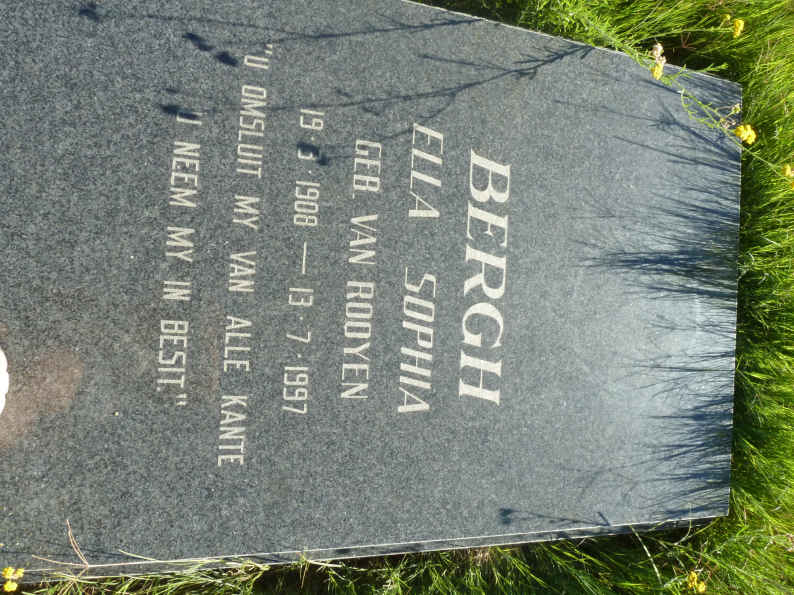 BERGH
ELLA SOPHIA
GEB. VAN ROOYEN
19·3·1908 — 13·7·1997
"U OMSLUIT MY VAN ALLE KANTE
U NEEM MY IN BESIT."